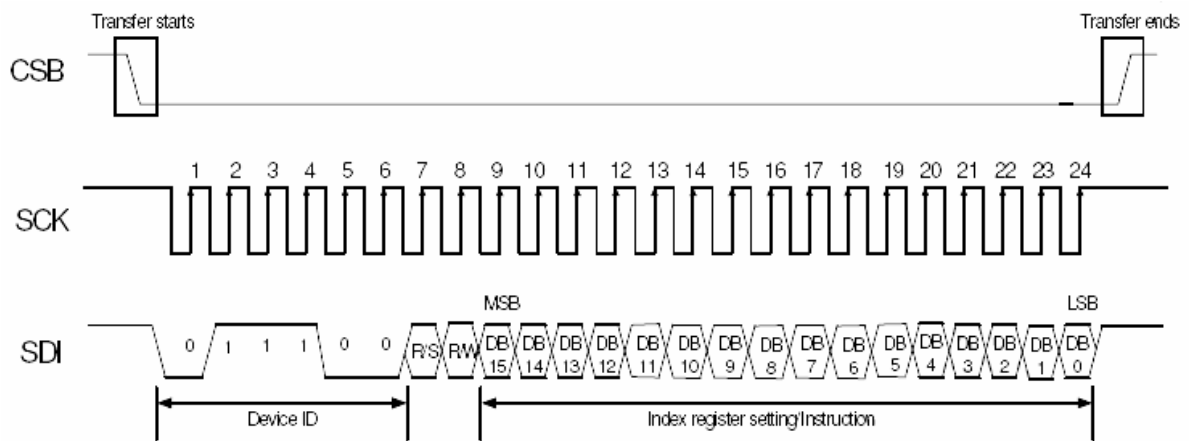 Transfer starts
Transfer ends
CSB
1 2 3 4 5 6 7 8 9 10 11 12 13 14 15 16 17 18 19 20 21 22 23 24
SCK
MSB
LSB
SDI
0 1 1 1 0 0 R/S R/W DB 15 DB 14 DB 13 DB 12 DB 11 DB 10 DB 9 DB 8 DB 7 DB 6 DB 5 DB 4 DB 3 DB 2 DB 1 DB 0
Device ID
Index register setting/Instruction